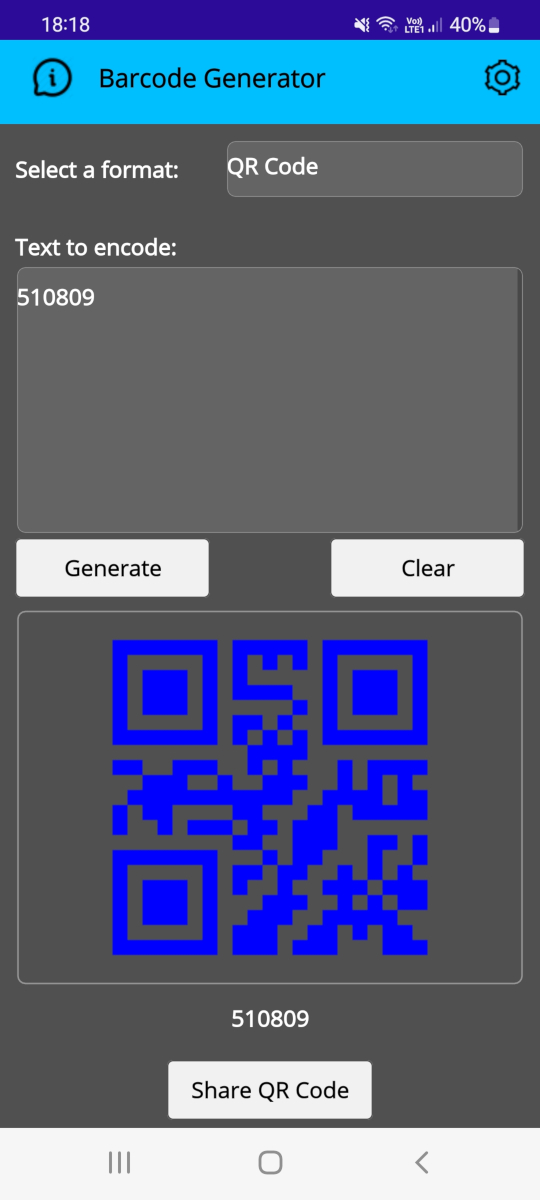 18:18
Vo)) LTE1 40%
Barcode Generator
Select a format:
QR Code
Text to encode:
510809
Generate
Clear
510809
Share QR Code